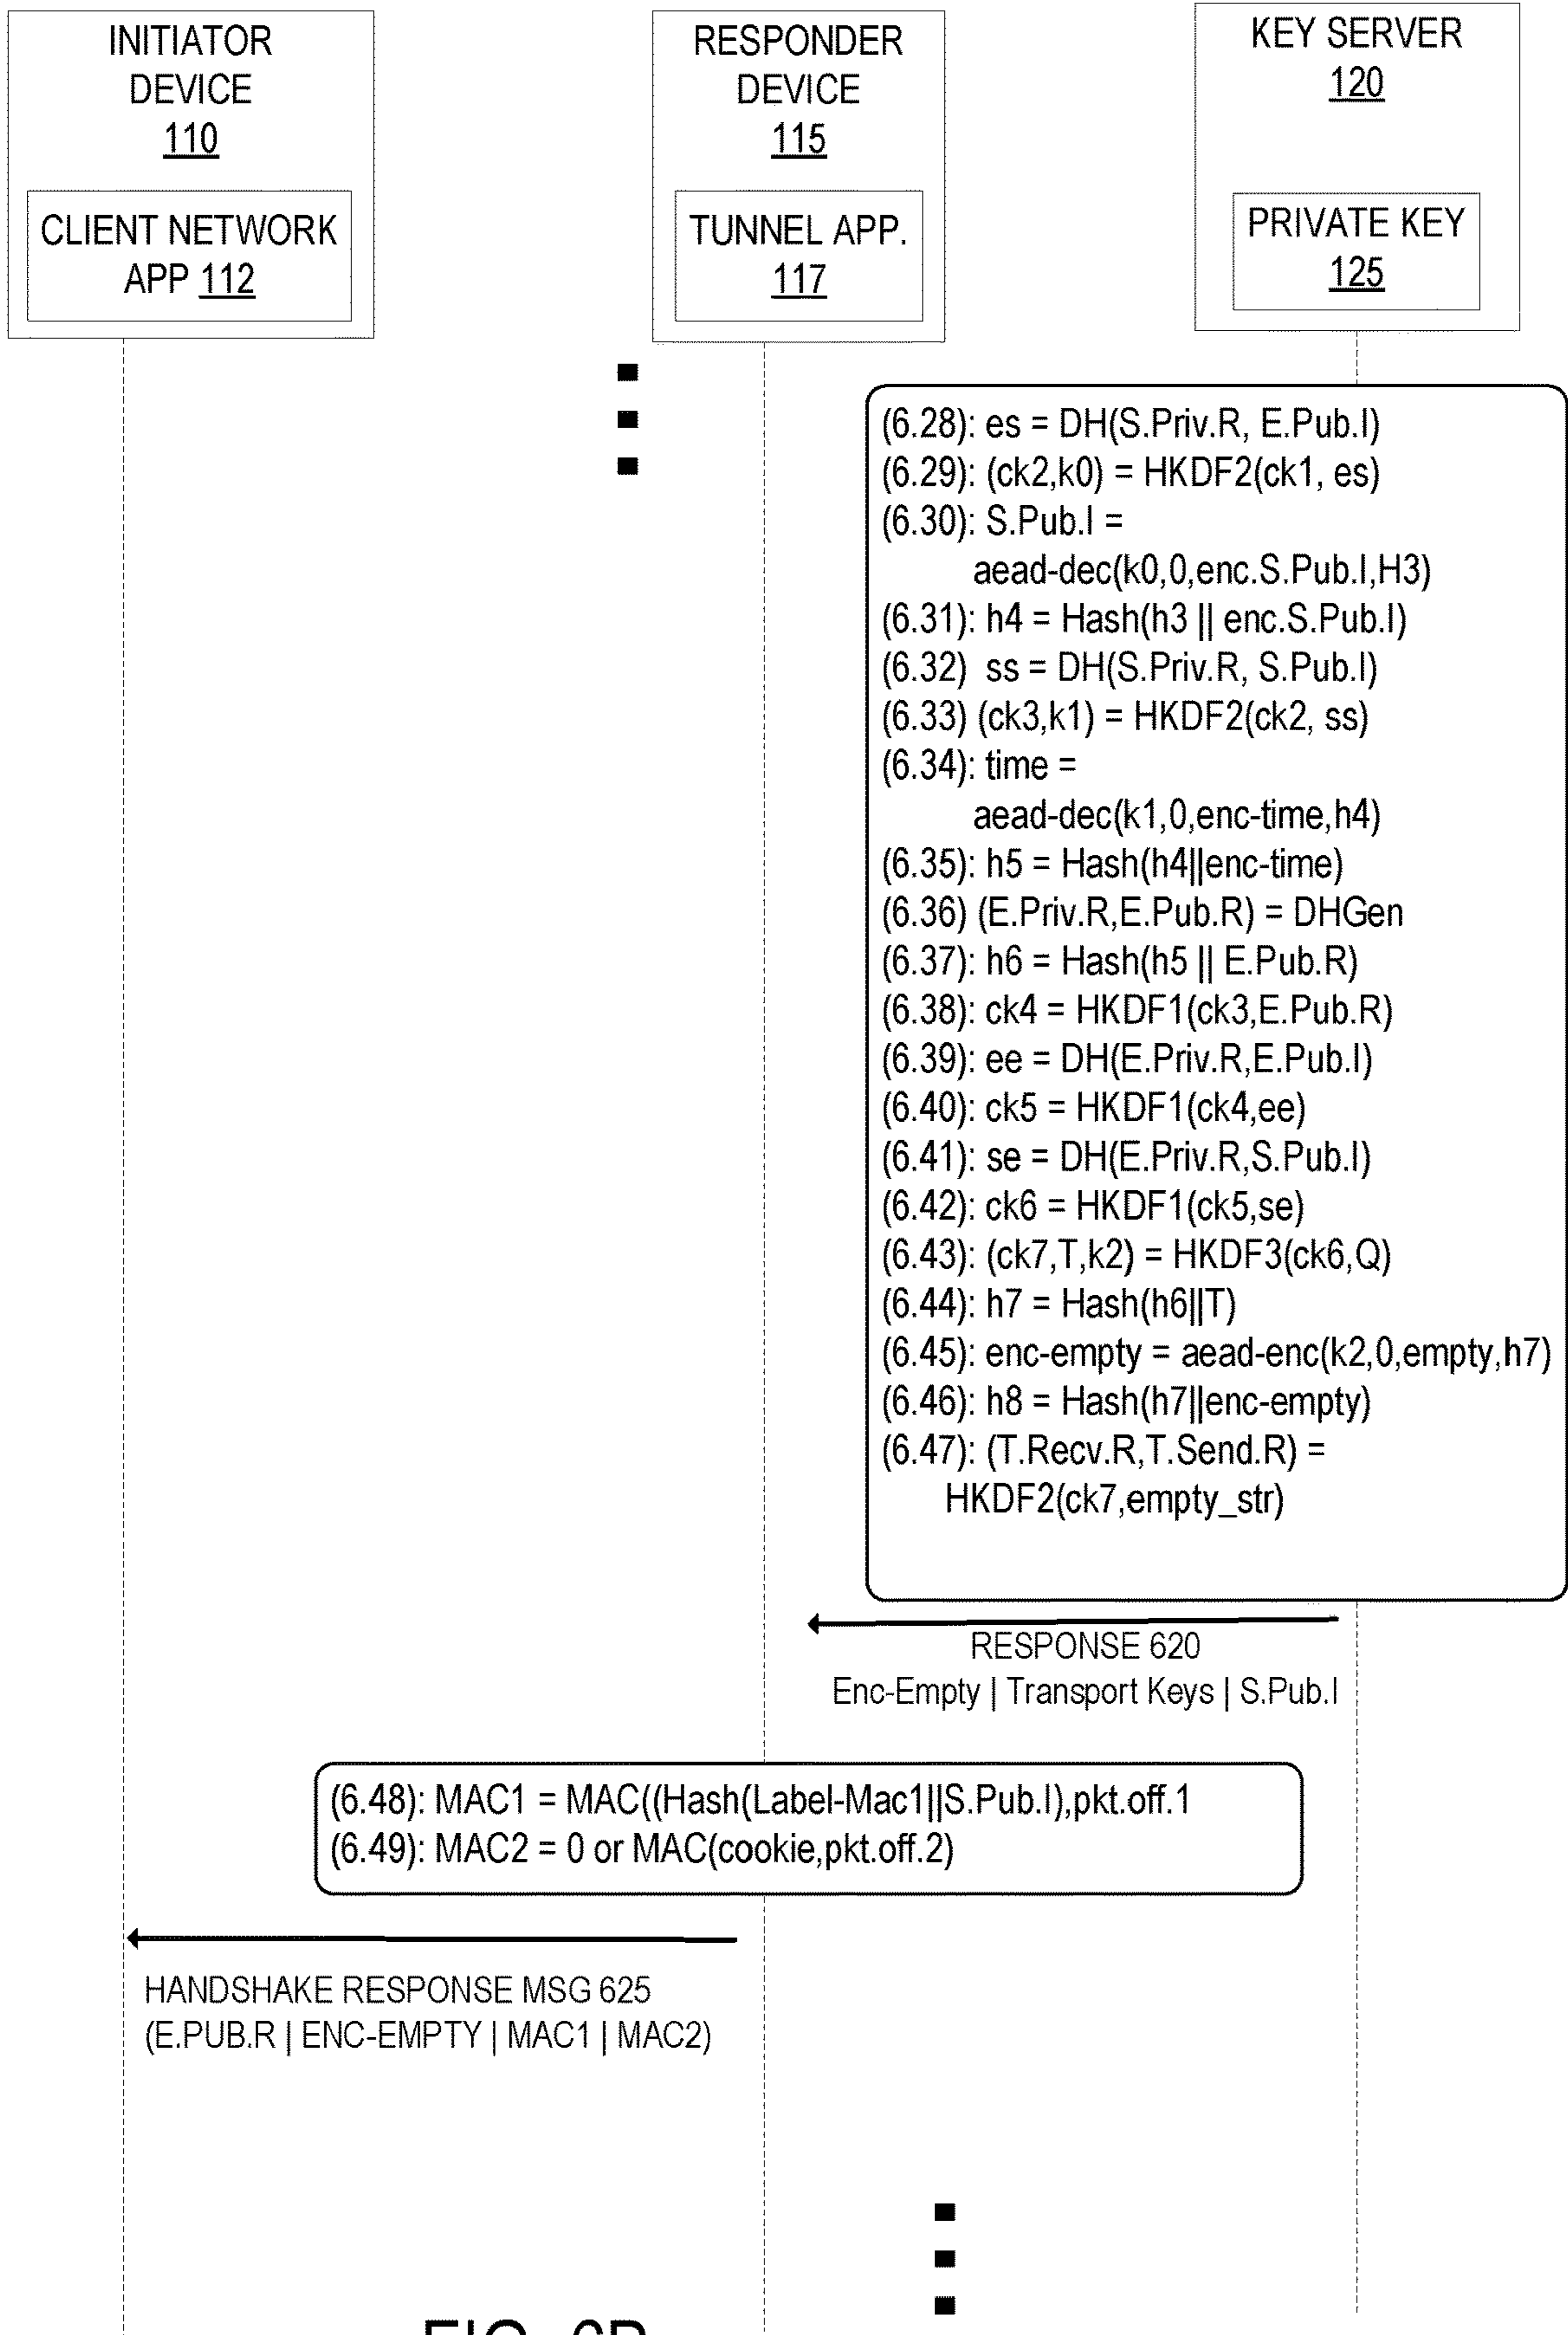 INITIATOR
DEVICE
110
CLIENT NETWORK
APP 112
RESPONDER
DEVICE
115
TUNNEL APP.
117
KEY SERVER
120
PRIVATE KEY
125
(6.28): es = DH(S.Priv.R, E.Pub.I)
(6.29): (ck2,k0) = HKDF2(ck1, es)
(6.30): S.Pub.I =
aead-dec(k0,0,enc.S.Pub.I,H3)
(6.31): h4 = Hash(h3 || enc.S.Pub.I)
(6.32) ss = DH(S.Priv.R, S.Pub.I)
(6.33) (ck3,k1) = HKDF2(ck2, ss)
(6.34): time =
aead-dec(k1,0,enc-time,h4)
(6.35): h5 = Hash(h4||enc-time)
(6.36) (E.Priv.R,E.Pub.R) = DHGen
(6.37): h6 = Hash(h5 || E.Pub.R)
(6.38): ck4 = HKDF1(ck3,E.Pub.R)
(6.39): ee = DH(E.Priv.R,E.Pub.I)
(6.40): ck5 = HKDF1(ck4,ee)
(6.41): se = DH(E.Priv.R,S.Pub.I)
(6.42): ck6 = HKDF1(ck5,se)
(6.43): (ck7,T,k2) = HKDF3(ck6,Q)
(6.44): h7 = Hash(h6||T)
(6.45): enc-empty = aead-enc(k2,0,empty,h7)
(6.46): h8 = Hash(h7||enc-empty)
(6.47): (T.Recv.R,T.Send.R) =
HKDF2(ck7,empty_str)
RESPONSE 620
Enc-Empty | Transport Keys | S.Pub.I
(6.48): MAC1 = MAC((Hash(Label-Mac1||S.Pub.I),pkt.off.1
(6.49): MAC2 = 0 or MAC(cookie,pkt.off.2)
HANDSHAKE RESPONSE MSG 625
(E.PUB.R | ENC-EMPTY | MAC1 | MAC2)